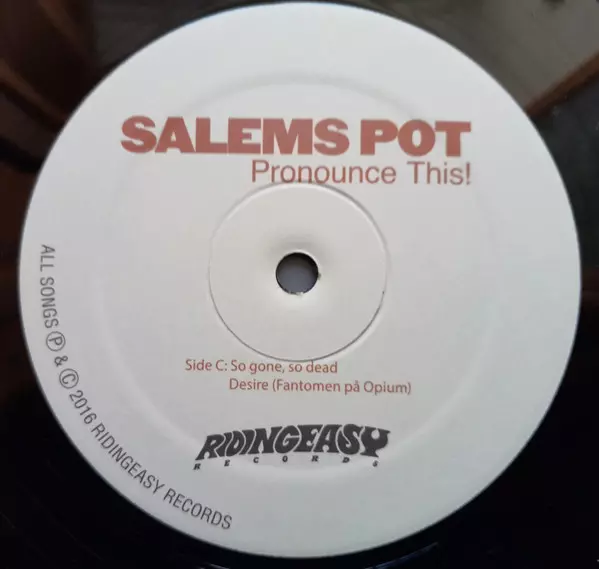 SALEMS POT
Pronounce This!
Side C: So gone, so dead
Desire (Fantomen på Opium)
RIDINGEASY
RECORDS
ALL SONGS Ⓟ & Ⓒ 2016 RIDINGEASY RECORDS